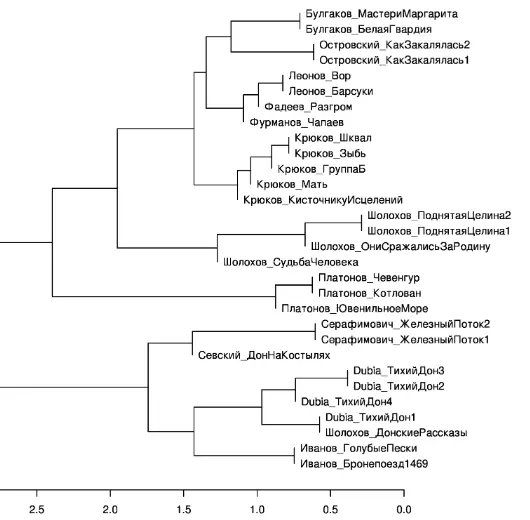 Булгаков_МастериМаргарита
Булгаков_БелаяГвардия
Островский_КакЗакалялась2
Островский_КакЗакалялась1
Леонов_Вор
Леонов_Барсуки
Фадеев_Разгром
Фурманов_Чапаев
Крюков_Шквал
Крюков_Зыбь
Крюков_ГруппаБ
Крюков_Мать
Крюков_КисточникуИсцелений
Шолохов_ПоднятаяЦелина2
Шолохов_ПоднятаяЦелина1
Шолохов_ОниСражалисьЗаРодину
Шолохов_СудьбаЧеловека
Платонов_Чевенгур
Платонов_Котлован
Платонов_ЮвенильноеМоре
Серафимович_ЖелезныйПоток2
Серафимович_ЖелезныйПоток1
Севский_ДонНаКостылях
Dubia_ТихийДон3
Dubia_ТихийДон2
Dubia_ТихийДон4
Dubia_ТихийДон1
Шолохов_ДонскиеРассказы
Иванов_ГолубыеПески
Иванов_Бронепоезд1469
2.5 2.0 1.5 1.0 0.5 0.0